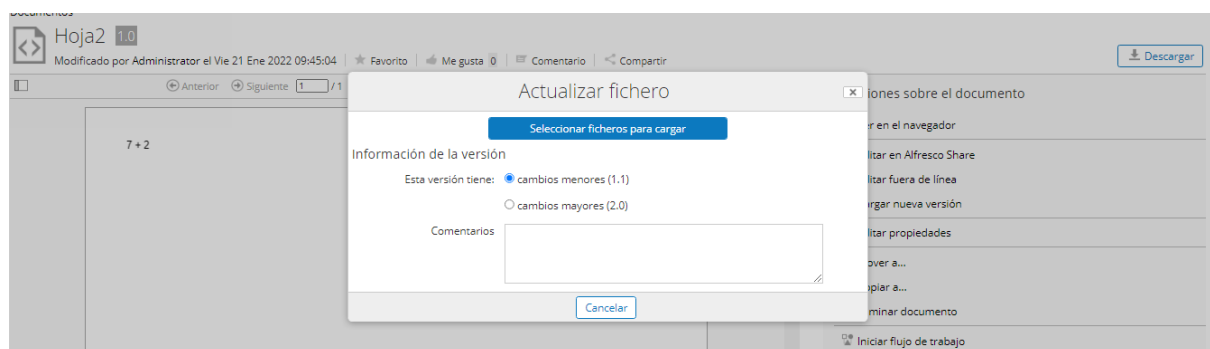 Documentos
Hoja2 1.0
Modificado por Administrator el Vie 21 Ene 2022 09:45:04 Favorito Me gusta 0 Comentario Compartir
Descargar
Anterior Siguiente 1 / 1
Actualizar fichero
iones sobre el documento
Seleccionar ficheros para cargar
er en el navegador
7 + 2
Información de la versión
litar en Alfresco Share
Esta versión tiene: cambios menores (1.1)
litar fuera de línea
cambios mayores (2.0)
rgar nueva versión
Comentarios
litar propiedades
over a...
opiar a...
minar documento
Cancelar
Iniciar flujo de trabajo